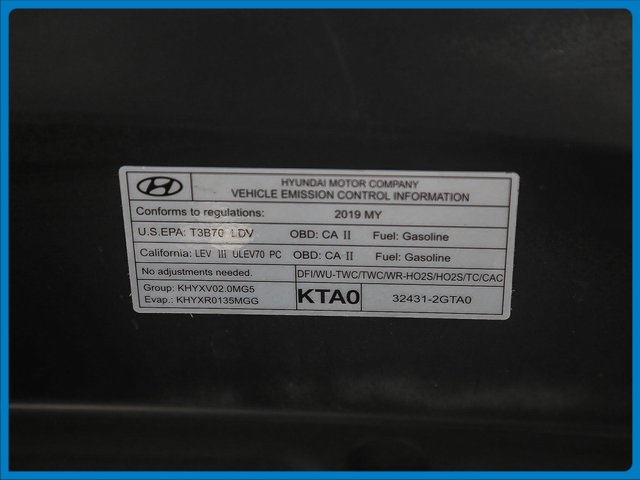 HYUNDAI MOTOR COMPANY
VEHICLE EMISSION CONTROL INFORMATION
Conforms to regulations: 2019 MY
U.S.EPA: T3B70 LDV OBD: CA II Fuel: Gasoline
California: LEV III ULEV70 PC OBD: CA II Fuel: Gasoline
No adjustments needed. DFI/WU-TWC/TWC/WR-HO2S/HO2S/TC/CAC
Group: KHYXV02.0MG5
Evap.: KHYXR0135MGG
KTA0 32431-2GTA0